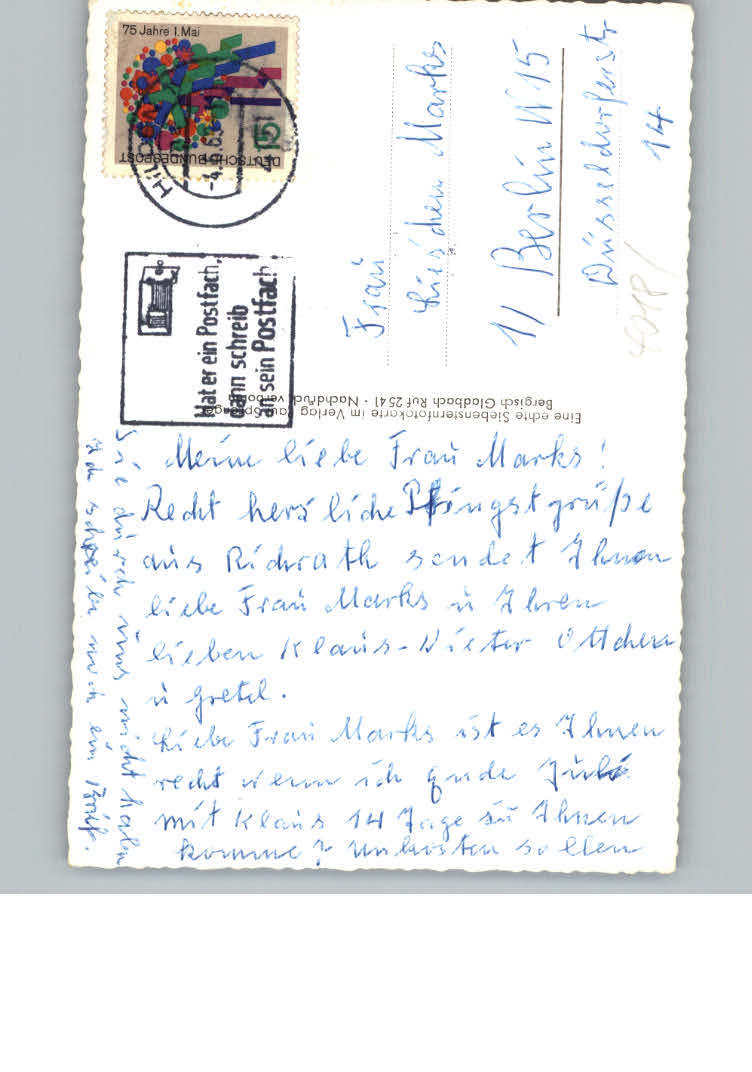 75 Jahre 1. Mai
DEUTSCHE BUNDESPOST
15
Hat er ein Postfach,
dann schreib
an sein Postfach
Frau
Lieschen Marks
1/ Berlin W 15
Düsseldorferstr
14
4018/
Eine echte Siebensternfotokarte im Verlag
Bergisch Gladbach Ruf 2541 · Nachdruck verboten
Meine liebe Frau Marks!
Recht herzliche Pfingstgrüße
aus Richrath sendet Ihnen
liebe Frau Marks u Ihren
lieben Klaus-Dieter Ottchen
u Gretel.
Liebe Frau Marks ist es Ihnen
recht wenn ich ende Juli
mit Klaus 14 Tage zu Ihnen
komme? Unkosten sollen
Sie durch uns nicht haben
Ich schreibe noch ein Brief.